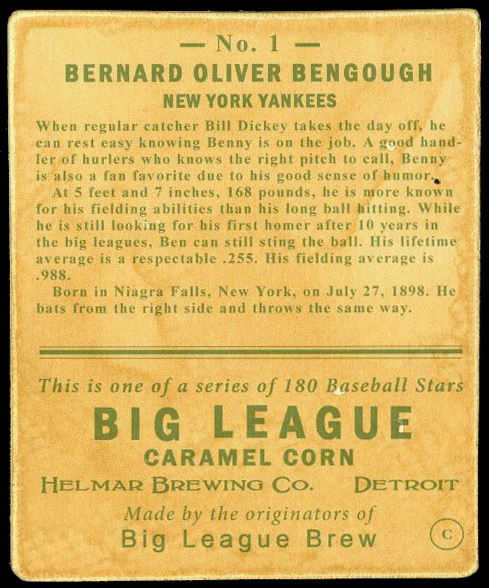 — No. 1 —
BERNARD OLIVER BENGOUGH
NEW YORK YANKEES
When regular catcher Bill Dickey takes the day off, he
can rest easy knowing Benny is on the job. A good hand-
ler of hurlers who knows the right pitch to call, Benny
is also a fan favorite due to his good sense of humor.
At 5 feet and 7 inches, 168 pounds, he is more known
for his fielding abilities than his long ball hitting. While
he is still looking for his first homer after 10 years in
the big leagues, Ben can still sting the ball. His lifetime
average is a respectable .255. His fielding average is
.988.
Born in Niagra Falls, New York, on July 27, 1898. He
bats from the right side and throws the same way.
This is one of a series of 180 Baseball Stars
BIG LEAGUE
CARAMEL CORN
HELMAR BREWING CO. DETROIT
Made by the originators of
Big League Brew
C